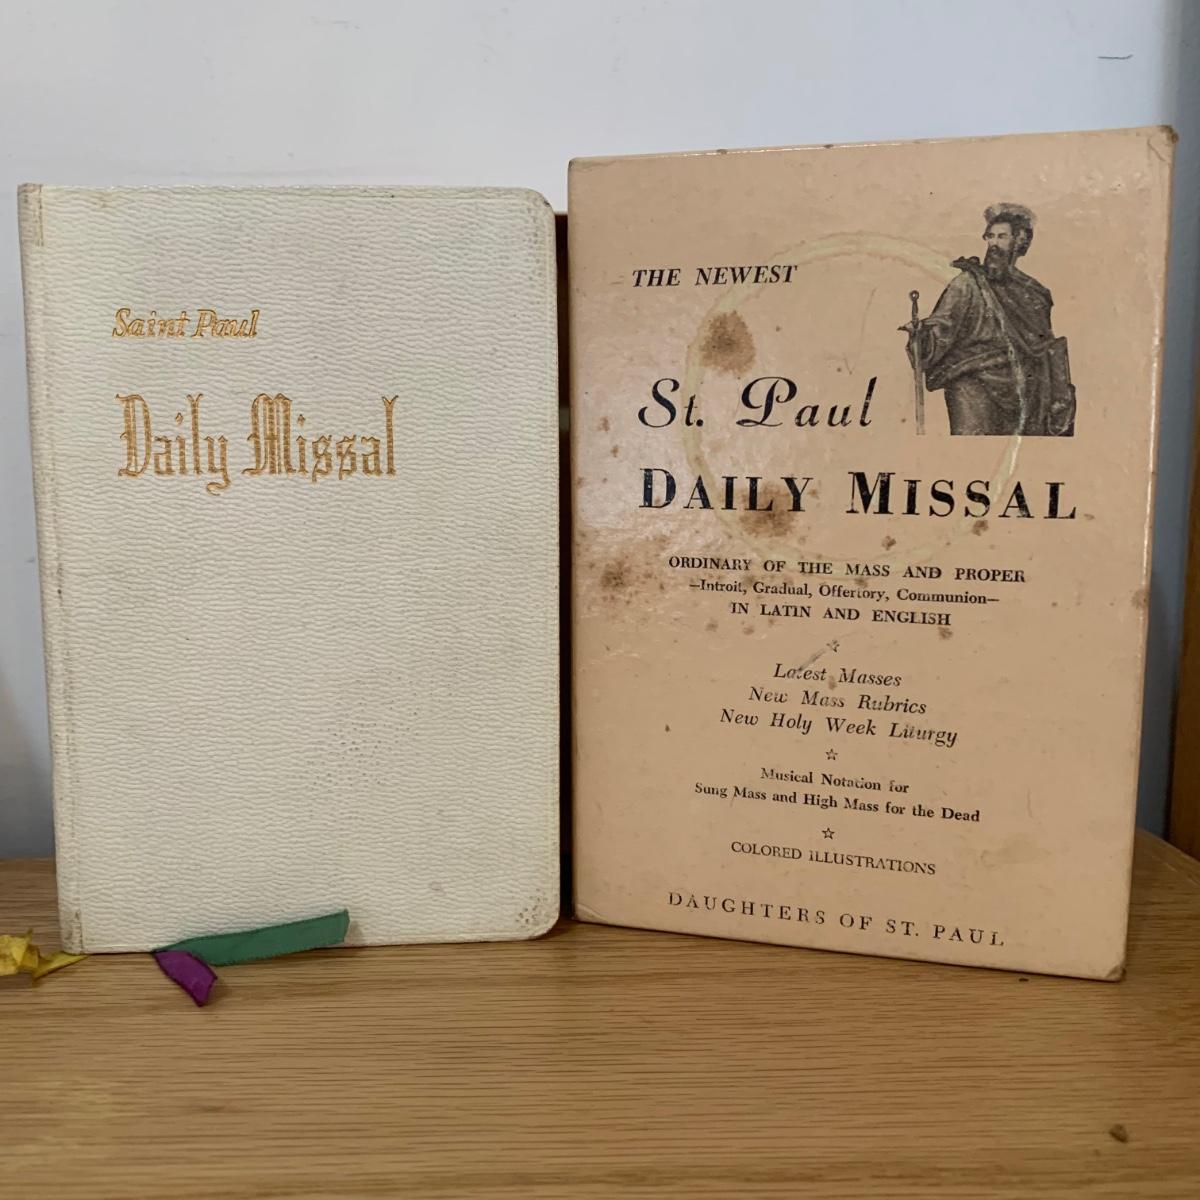 Saint Paul
Daily Missal
THE NEWEST
St. Paul
DAILY MISSAL
ORDINARY OF THE MASS AND PROPER
—Introit, Gradual, Offertory, Communion—
IN LATIN AND ENGLISH
☆
Latest Masses
New Mass Rubrics
New Holy Week Liturgy
☆
Musical Notation for
Sung Mass and High Mass for the Dead
☆
COLORED ILLUSTRATIONS
DAUGHTERS OF ST. PAUL